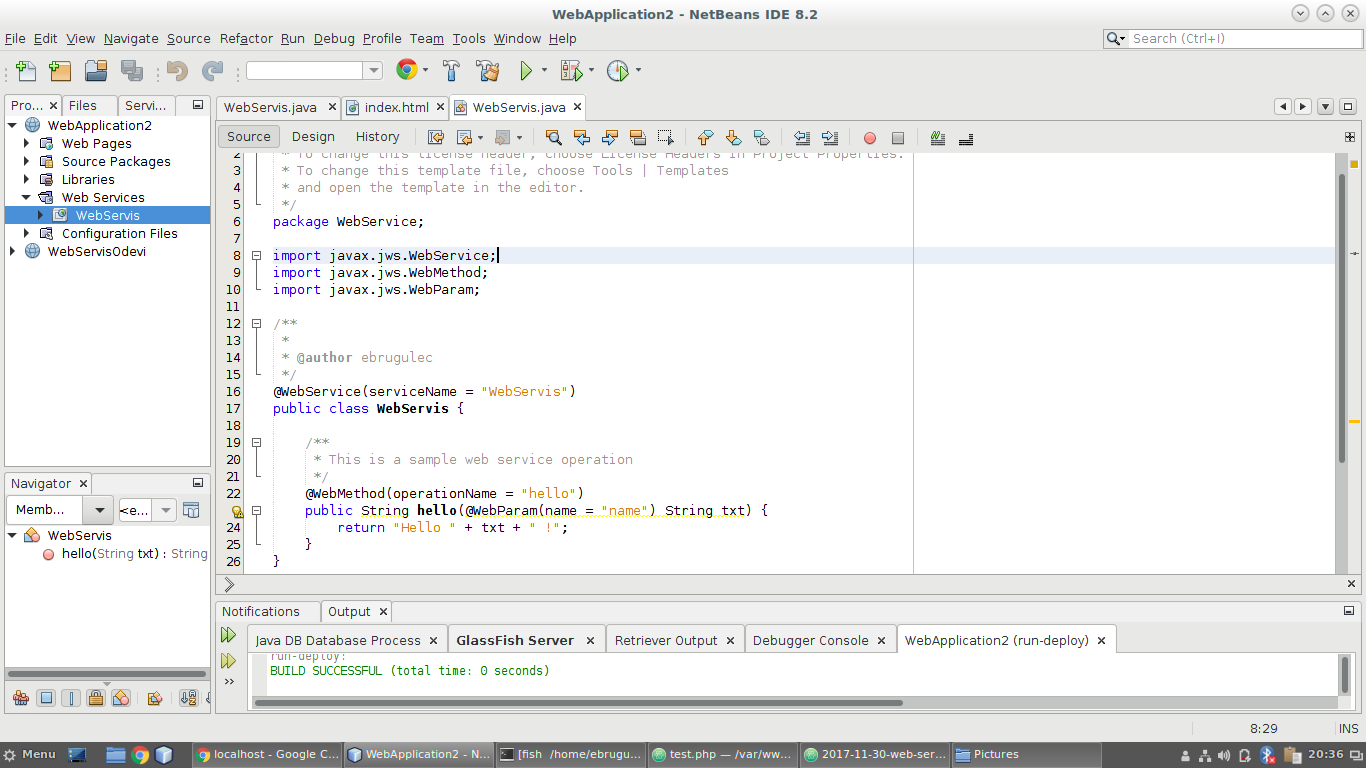 WebApplication2 - NetBeans IDE 8.2
File Edit View Navigate Source Refactor Run Debug Profile Team Tools Window Help
Search (Ctrl+I)
Pro... Files Servi...
WebApplication2
Web Pages
Source Packages
Libraries
Web Services
WebServis
Configuration Files
WebServisOdevi
WebServis.java index.html WebServis.java
Source Design History
2 * To change this license header, choose License Headers in Project Properties.
3 * To change this template file, choose Tools | Templates
4 * and open the template in the editor.
5 */
6 package WebService;
7
8 import javax.jws.WebService;
9 import javax.jws.WebMethod;
10 import javax.jws.WebParam;
11
12 /**
13 *
14 * @author ebrugulec
15 */
16 @WebService(serviceName = "WebServis")
17 public class WebServis {
18
19 /**
20 * This is a sample web service operation
21 */
22 @WebMethod(operationName = "hello")
public String hello(@WebParam(name = "name") String txt) {
24 return "Hello " + txt + " !";
25 }
26 }
Navigator
Memb... <e...
WebServis
hello(String txt) : String
Notifications Output
Java DB Database Process GlassFish Server Retriever Output Debugger Console WebApplication2 (run-deploy)
run-deploy:
BUILD SUCCESSFUL (total time: 0 seconds)
8:29 INS
Menu localhost - Google C... WebApplication2 - N... [fish /home/ebrugu... test.php — /var/ww... 2017-11-30-web-ser... Pictures 20:36